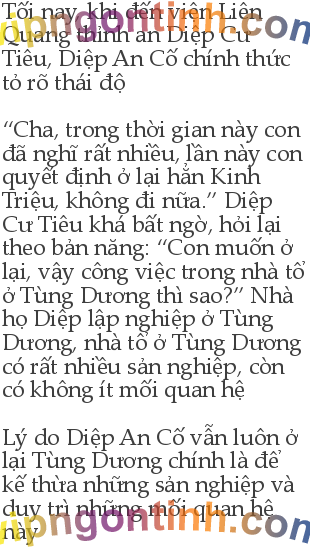 Tối nay, khi đến viện Liên
Quang thỉnh an Diệp Cư
Tiêu, Diệp An Cố chính thức
tỏ rõ thái độ
“Cha, trong thời gian này con
đã nghĩ rất nhiều, lần này con
quyết định ở lại hẳn Kinh
Triệu, không đi nữa.” Diệp
Cư Tiêu khá bất ngờ, hỏi lại
theo bản năng: “Con muốn ở
lại, vậy công việc trong nhà tổ
ở Tùng Dương thì sao?” Nhà
họ Diệp lập nghiệp ở Tùng
Dương, nhà tổ ở Tùng Dương
có rất nhiều sản nghiệp, còn
có không ít mối quan hệ
Lý do Diệp An Cố vẫn luôn ở
lại Tùng Dương chính là để
kế thừa những sản nghiệp và
duy trì những mối quan hệ
này
vipngontinh.com
vipngontinh.com